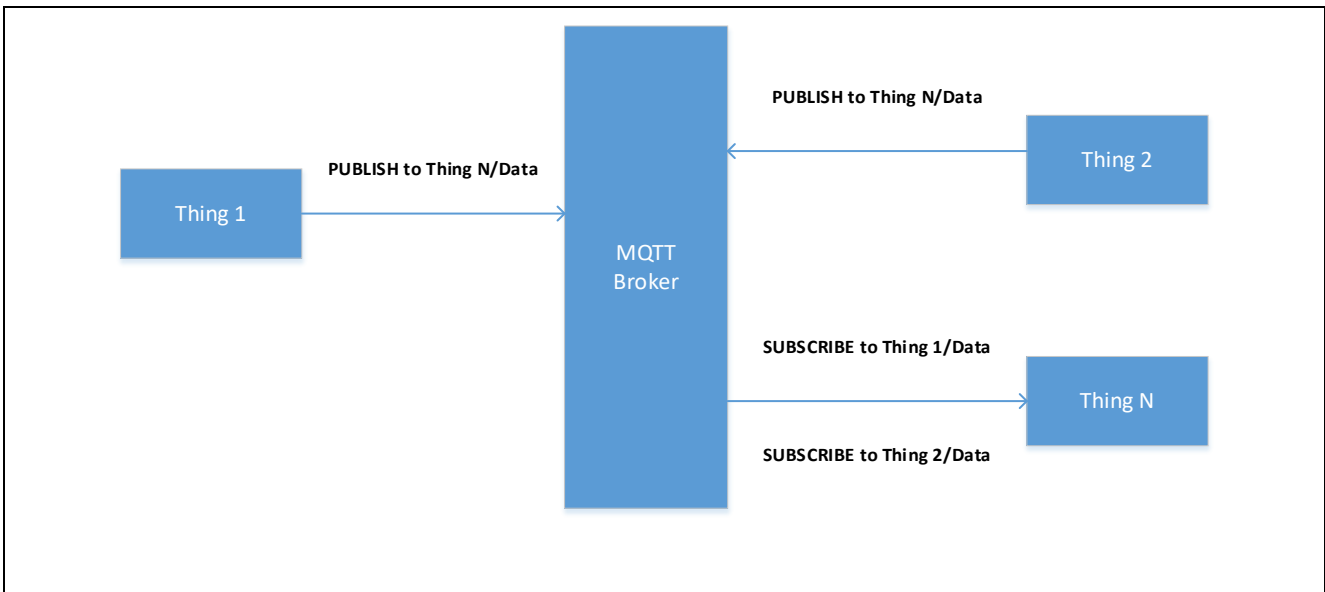 PUBLISH to Thing N/Data
Thing 2
PUBLISH to Thing N/Data
Thing 1
MQTT
Broker
SUBSCRIBE to Thing 1/Data
Thing N
SUBSCRIBE to Thing 2/Data